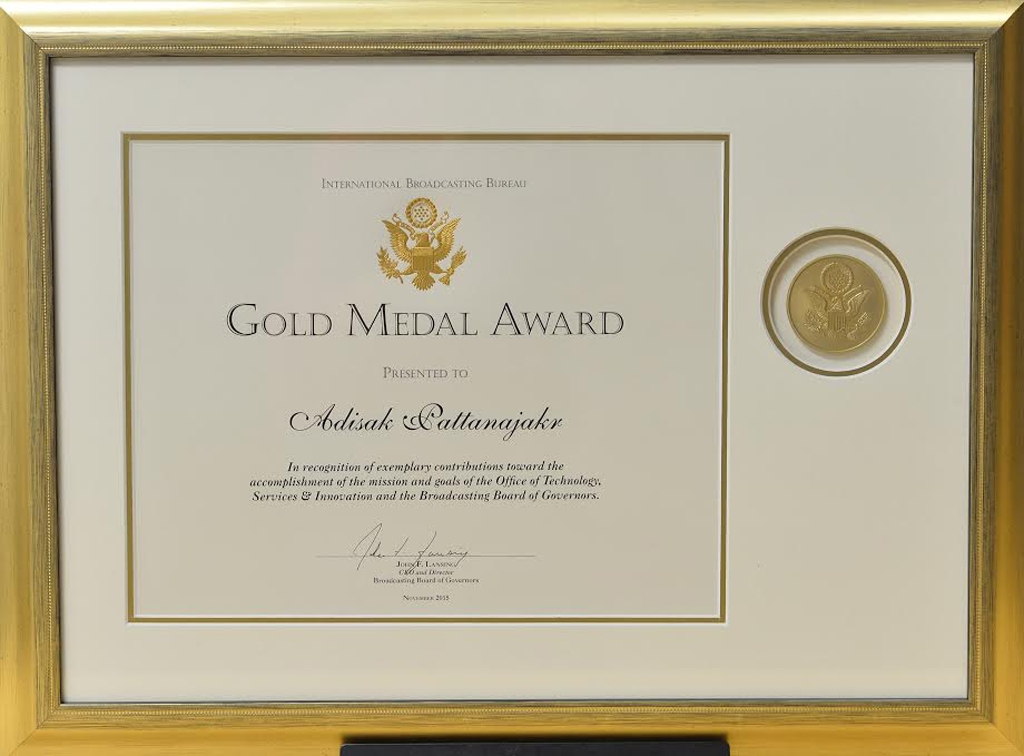 International Broadcasting Bureau
Gold Medal Award
Presented to
Adisak Pattanajakr
In recognition of exemplary contributions toward the
accomplishment of the mission and goals of the Office of Technology,
Services & Innovation and the Broadcasting Board of Governors.
John F. Lansing
John F. Lansing
CEO and Director
Broadcasting Board of Governors
November 2015